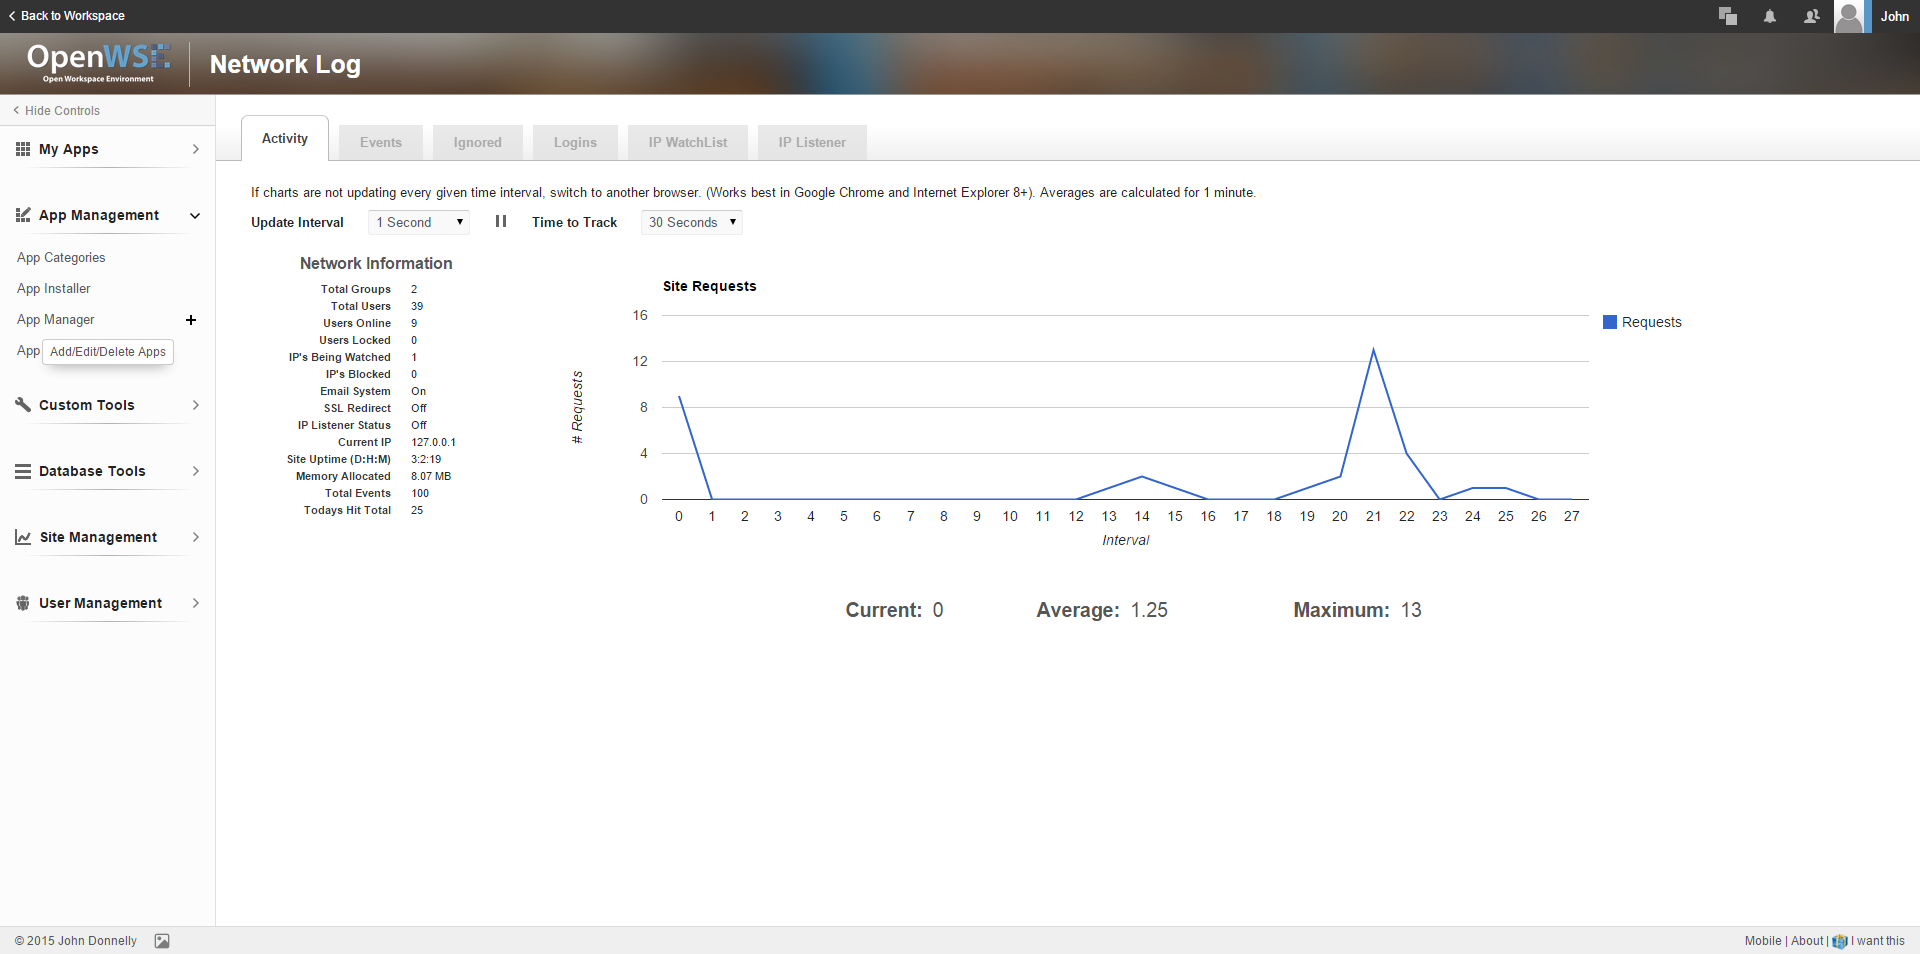 Back to Workspace
John
OpenWSE
Open Workspace Environment
Network Log
Hide Controls
My Apps
App Management
App Categories
App Installer
App Manager
App
Add/Edit/Delete Apps
Custom Tools
Database Tools
Site Management
User Management
Activity
Events
Ignored
Logins
IP WatchList
IP Listener
If charts are not updating every given time interval, switch to another browser. (Works best in Google Chrome and Internet Explorer 8+). Averages are calculated for 1 minute.
Update Interval 1 Second Time to Track 30 Seconds
Network Information
Total Groups 2
Total Users 39
Users Online 9
Users Locked 0
IP's Being Watched 1
IP's Blocked 0
Email System On
SSL Redirect Off
IP Listener Status Off
Current IP 127.0.0.1
Site Uptime (D:H:M) 3:2:19
Memory Allocated 8.07 MB
Total Events 100
Todays Hit Total 25
Site Requests
# Requests
16
12
8
4
0
0 1 2 3 4 5 6 7 8 9 10 11 12 13 14 15 16 17 18 19 20 21 22 23 24 25 26 27
Interval
Requests
Current: 0 Average: 1.25 Maximum: 13
© 2015 John Donnelly
Mobile | About | I want this